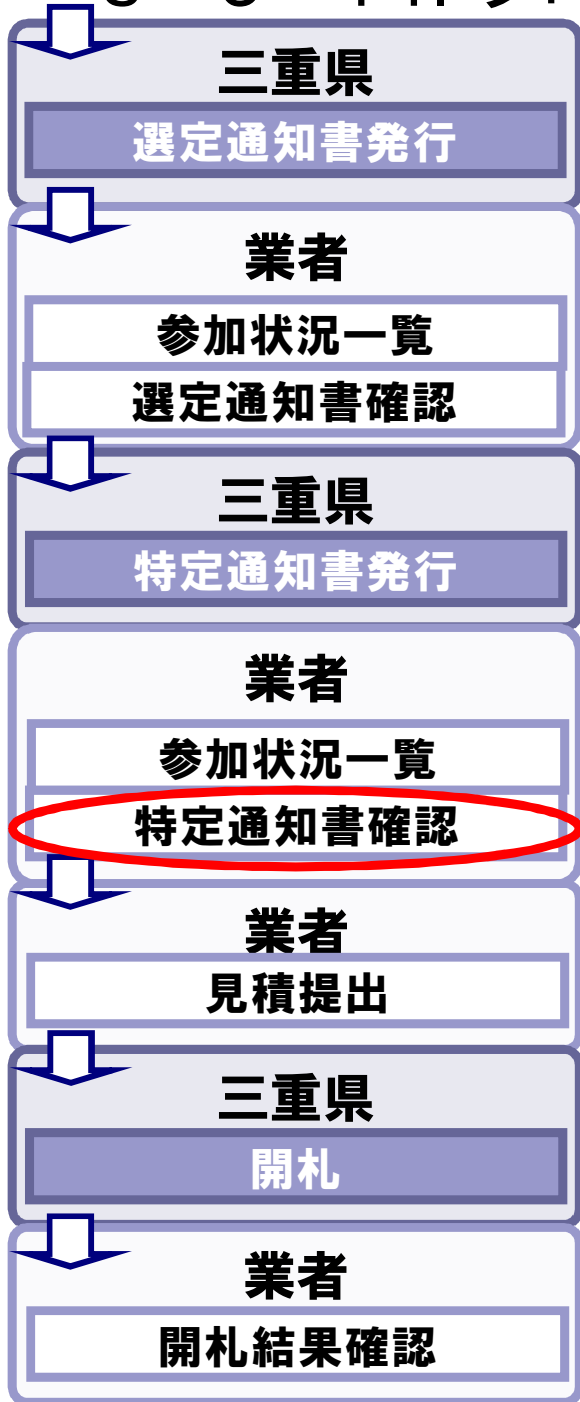 三重県
選定通知書発行
業者
参加状況一覧
選定通知書確認
三重県
特定通知書発行
業者
参加状況一覧
特定通知書確認
業者
見積提出
三重県
開札
業者
開札結果確認